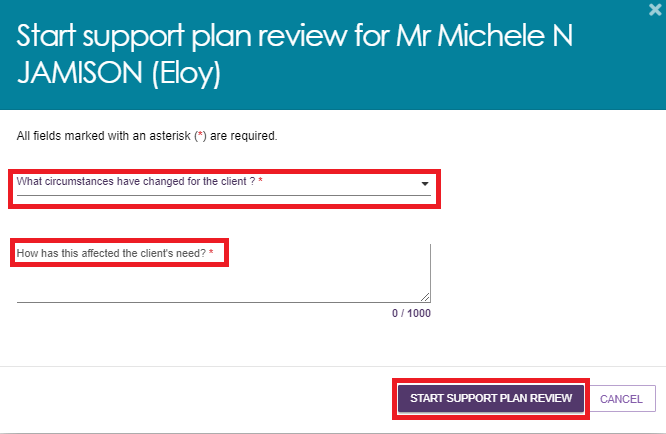 Start support plan review for Mr Michele N
JAMISON (Eloy)
All fields marked with an asterisk (*) are required.
What circumstances have changed for the client ? *
How has this affected the client's need? *
0 / 1000
START SUPPORT PLAN REVIEW
CANCEL